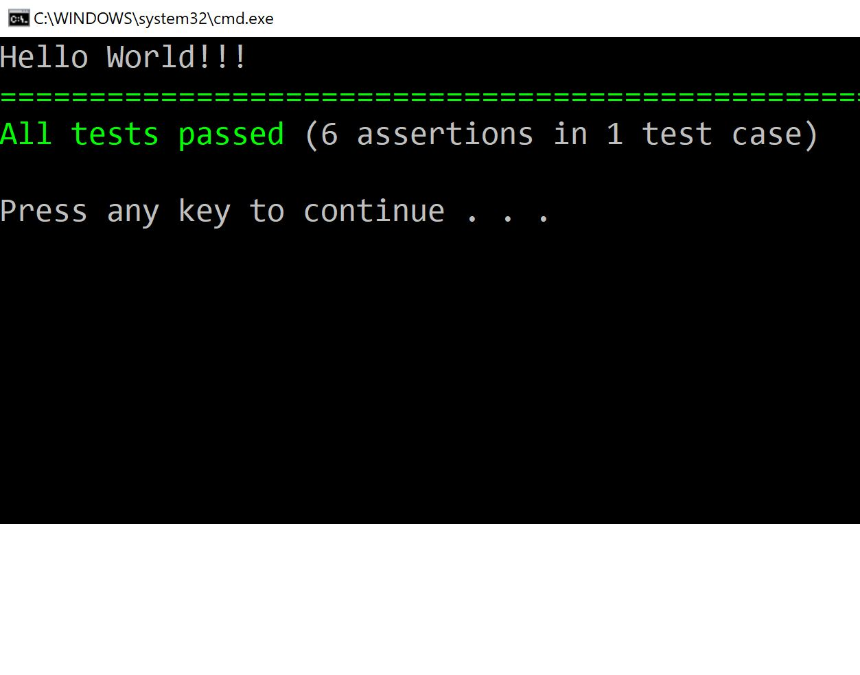 C:\WINDOWS\system32\cmd.exe
Hello World!!!
================================================
All tests passed (6 assertions in 1 test case)
Press any key to continue . . .